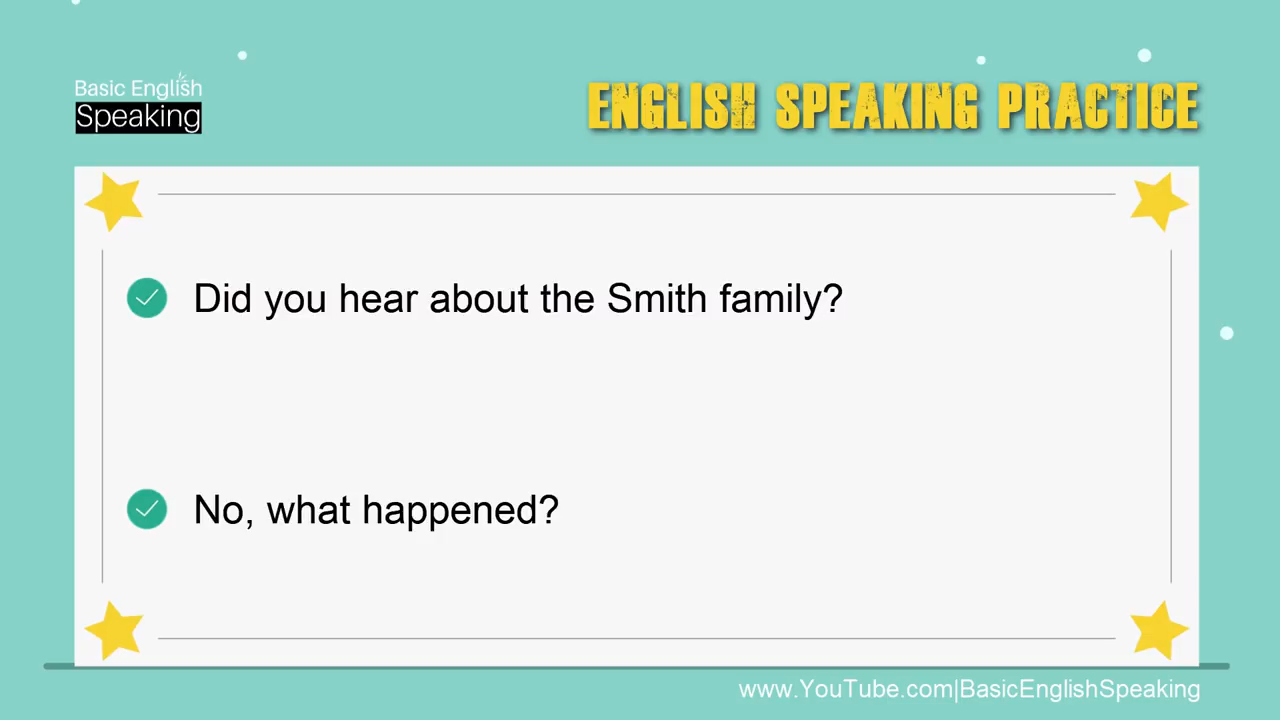 Basic English
Speaking
ENGLISH SPEAKING PRACTICE
Did you hear about the Smith family?
No, what happened?
www.YouTube.com|BasicEnglishSpeaking